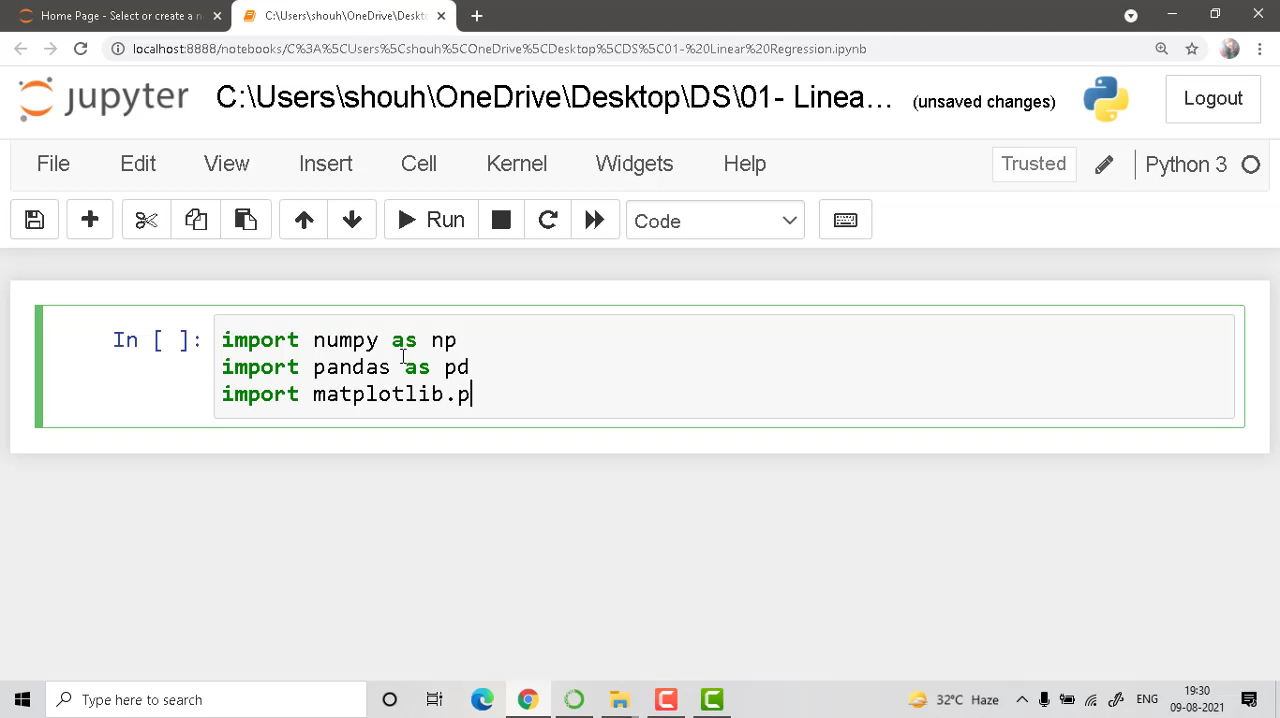 Home Page - Select or create a n
C:\Users\shouh\OneDrive\Deskto
localhost:8888/notebooks/C%3A%5CUsers%5Cshouh%5COneDrive%5CDesktop%5CDS%5C01-%20Linear%20Regression.ipynb
jupyter C:\Users\shouh\OneDrive\Desktop\DS\01- Linea... (unsaved changes) Logout
File Edit View Insert Cell Kernel Widgets Help Trusted Python 3
Run Code
In [ ]: import numpy as np
import pandas as pd
import matplotlib.p
Type here to search
32°C Haze
ENG
19:30
09-08-2021